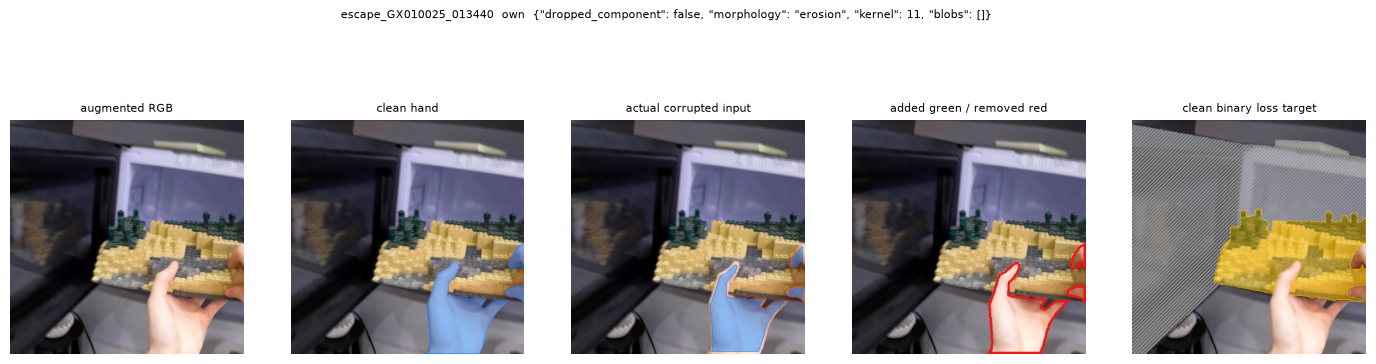 escape_GX010025_013440  own  {"dropped_component": false, "morphology": "erosion", "kernel": 11, "blobs": []}
augmented RGB
clean hand
actual corrupted input
added green / removed red
clean binary loss target